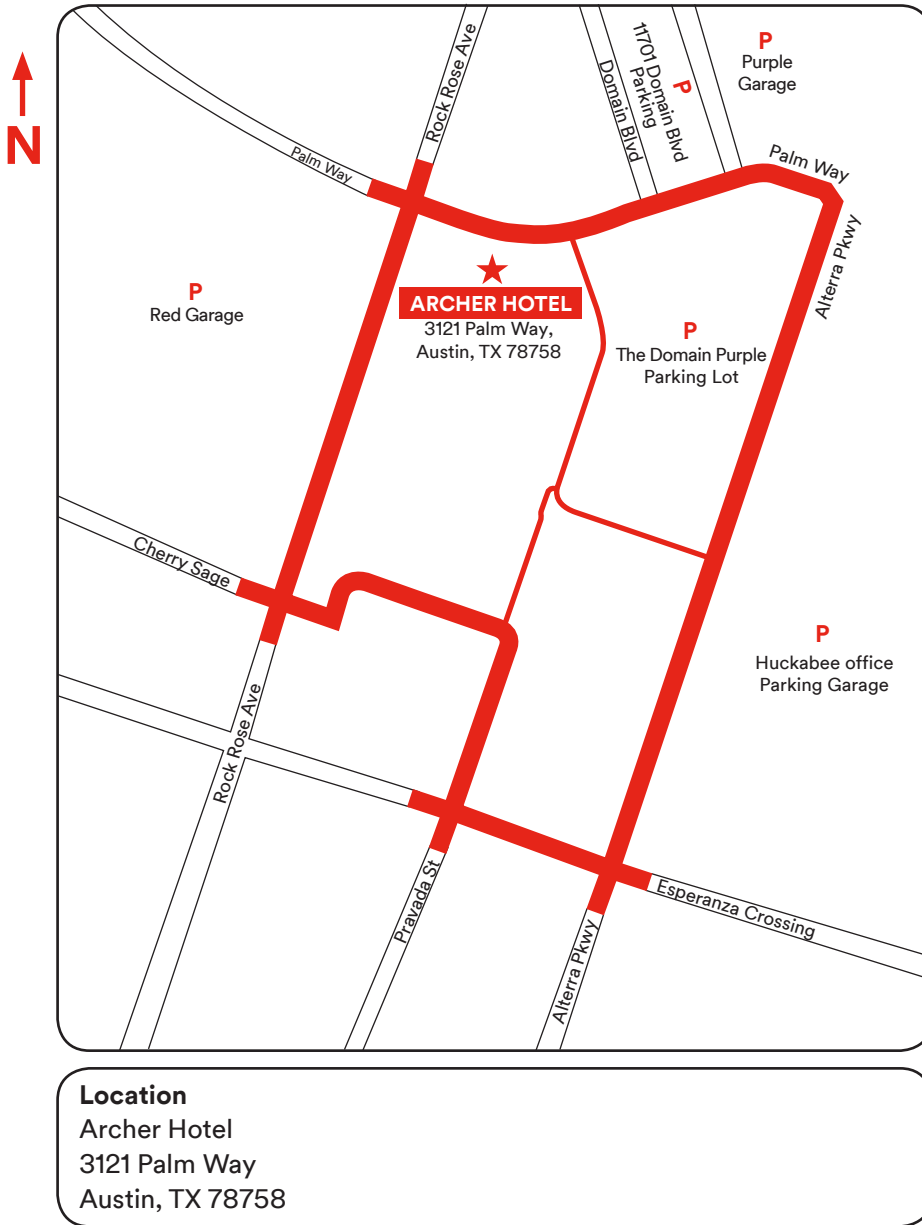 N
Rock Rose Ave
Palm Way
Domain Blvd
11701 Domain Blvd
Parking
P
P
Purple
Garage
Palm Way
Alterra Pkwy
P
Red Garage
ARCHER HOTEL
3121 Palm Way,
Austin, TX 78758
P
The Domain Purple
Parking Lot
Cherry Sage
P
Huckabee office
Parking Garage
Rock Rose Ave
Pravada St
Alterra Pkwy
Esperanza Crossing
Location
Archer Hotel
3121 Palm Way
Austin, TX 78758